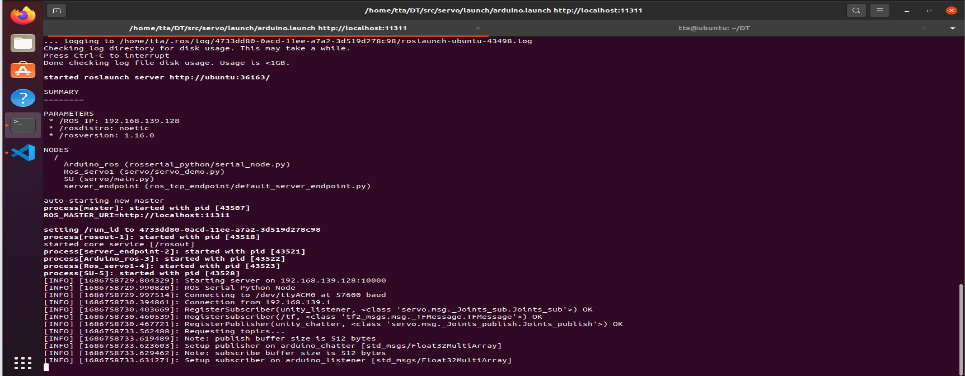 /home/tta/DT/src/servo/launch/arduino.launch http://localhost:11311
/home/tta/DT/src/servo/launch/arduino.launch http://localhost:11311
tta@ubuntu: ~/DT
... logging to /home/tta/.ros/log/4733dd80-0acd-11ee-a7a2-3d519d278c98/roslaunch-ubuntu-43498.log
Checking log directory for disk usage. This may take a while.
Press Ctrl-C to interrupt
Done checking log file disk usage. Usage is <1GB.
started roslaunch server http://ubuntu:36163/
SUMMARY
========
PARAMETERS
* /ROS_IP: 192.168.139.128
* /rosdistro: noetic
* /rosversion: 1.16.0
NODES
/
Arduino_ros (rosserial_python/serial_node.py)
Ros_servo1 (servo/servo_demo.py)
SU (servo/main.py)
server_endpoint (ros_tcp_endpoint/default_server_endpoint.py)
auto-starting new master
process[master]: started with pid [43507]
ROS_MASTER_URI=http://localhost:11311
setting /run_id to 4733dd80-0acd-11ee-a7a2-3d519d278c98
process[rosout-1]: started with pid [43518]
started core service [/rosout]
process[server_endpoint-2]: started with pid [43521]
process[Arduino_ros-3]: started with pid [43522]
process[Ros_servo1-4]: started with pid [43523]
process[SU-5]: started with pid [43528]
[INFO] [1686758729.804329]: Starting server on 192.168.139.128:10000
[INFO] [1686758729.990820]: ROS Serial Python Node
[INFO] [1686758729.997514]: Connecting to /dev/ttyACM0 at 57600 baud
[INFO] [1686758730.394861]: Connection from 192.168.139.1
[INFO] [1686758730.403669]: RegisterSubscriber(unity_listener, <class 'servo.msg._Joints_sub.Joints_sub'>) OK
[INFO] [1686758730.460539]: RegisterSubscriber(/tf, <class 'tf2_msgs.msg._TFMessage.TFMessage'>) OK
[INFO] [1686758730.467721]: RegisterPublisher(unity_chatter, <class 'servo.msg._Joints_publish.Joints_publish'>) OK
[INFO] [1686758733.562488]: Requesting topics...
[INFO] [1686758733.619489]: Note: publish buffer size is 512 bytes
[INFO] [1686758733.623603]: Setup publisher on arduino_chatter [std_msgs/Float32MultiArray]
[INFO] [1686758733.629462]: Note: subscribe buffer size is 512 bytes
[INFO] [1686758733.631271]: Setup subscriber on arduino_listener [std_msgs/Float32MultiArray]